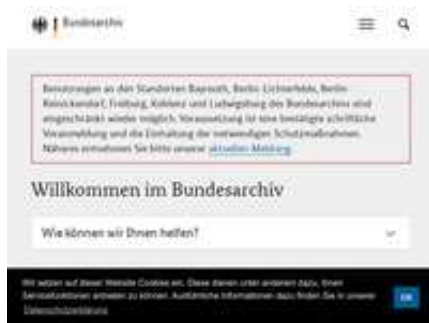 Bundesarchiv
Benutzungen an den Standorten Bayreuth, Berlin-Lichterfelde, Berlin-
Reinickendorf, Freiburg, Koblenz und Ludwigsburg des Bundesarchivs sind
eingeschränkt wieder möglich. Voraussetzung ist eine bestätigte schriftliche
Voranmeldung und die Einhaltung der notwendigen Schutzmaßnahmen.
Näheres entnehmen Sie bitte unserer aktuellen Meldung.
Willkommen im Bundesarchiv
Wie können wir Ihnen helfen?
Wir setzen auf dieser Website Cookies ein. Diese dienen unter anderem dazu, Ihnen
Servicefunktionen anbieten zu können. Ausführliche Informationen dazu finden Sie in unserer
Datenschutzerklärung
OK